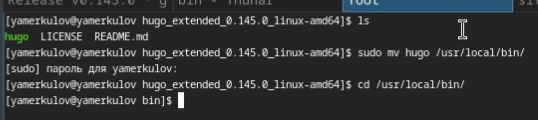 Release v0.145.0 · g bin - Thunar root
[yamerkulov@yamerkulov hugo_extended_0.145.0_linux-amd64]$ ls
hugo LICENSE README.md
[yamerkulov@yamerkulov hugo_extended_0.145.0_linux-amd64]$ sudo mv hugo /usr/local/bin/
[sudo] пароль для yamerkulov:
[yamerkulov@yamerkulov hugo_extended_0.145.0_linux-amd64]$ cd /usr/local/bin/
[yamerkulov@yamerkulov bin]$